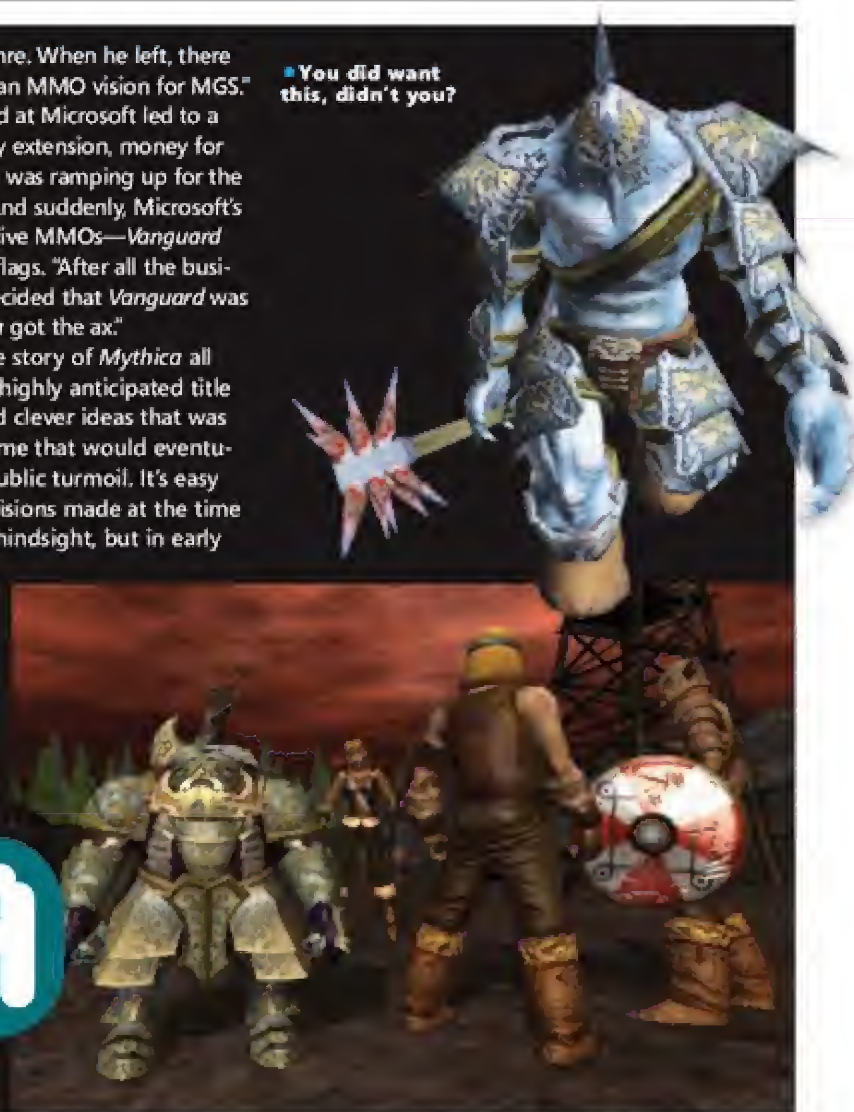 nre. When he left, there
an MMO vision for MGS."
d at Microsoft led to a
y extension, money for
was ramping up for the
nd suddenly, Microsoft's
tive MMOs—Vanguard
flags. "After all the busi-
cided that Vanguard was
got the ax."
e story of Mythica all
highly anticipated title
d clever ideas that was
me that would eventu-
ublic turmoil. It's easy
isions made at the time
hindsight, but in early
You did want
this, didn't you?